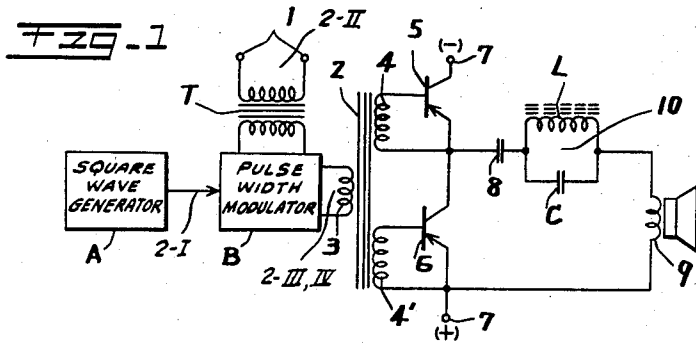 Fig.-1
1
2-II
T
SQUARE
WAVE
GENERATOR
A
2-I
PULSE
WIDTH
MODULATOR
B
3
2-III, IV
2
4
4'
5
(-)
7
6
7
(+)
8
L
10
C
9